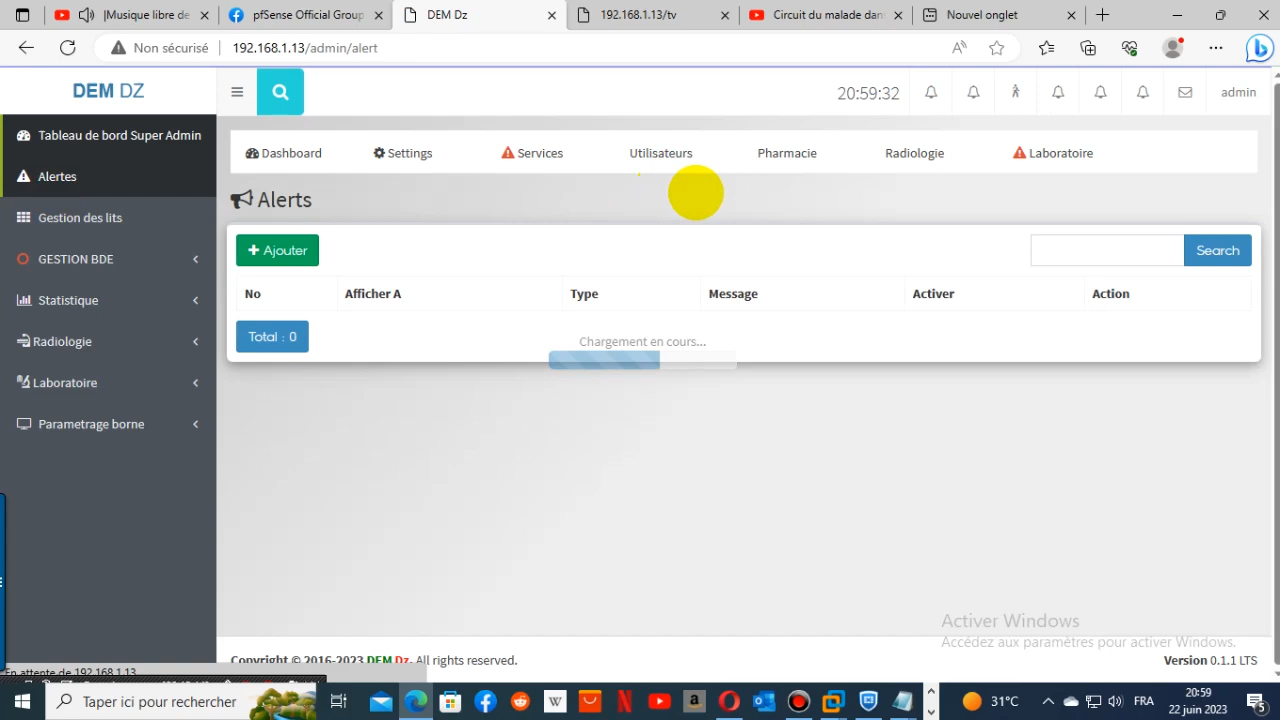 |Musique libre de
pfSense Official Group
DEM Dz
192.168.1.13/tv
Circuit du malade dans
Nouvel onglet
Non sécurisé
192.168.1.13/admin/alert
DEM DZ
20:59:32
admin
Tableau de bord Super Admin
Alertes
Gestion des lits
GESTION BDE
Statistique
Radiologie
Laboratoire
Parametrage borne
Dashboard
Settings
Services
Utilisateurs
Pharmacie
Radiologie
Laboratoire
Alerts
Ajouter
Search
No
Afficher A
Type
Message
Activer
Action
Total : 0
Chargement en cours...
Activer Windows
Accédez aux paramètres pour activer Windows.
Copyright © 2016-2023 DEM Dz. All rights reserved.
Version 0.1.1 LTS
En attente de 192.168.1.13
Taper ici pour rechercher
31°C
FRA
20:59
22 juin 2023
5